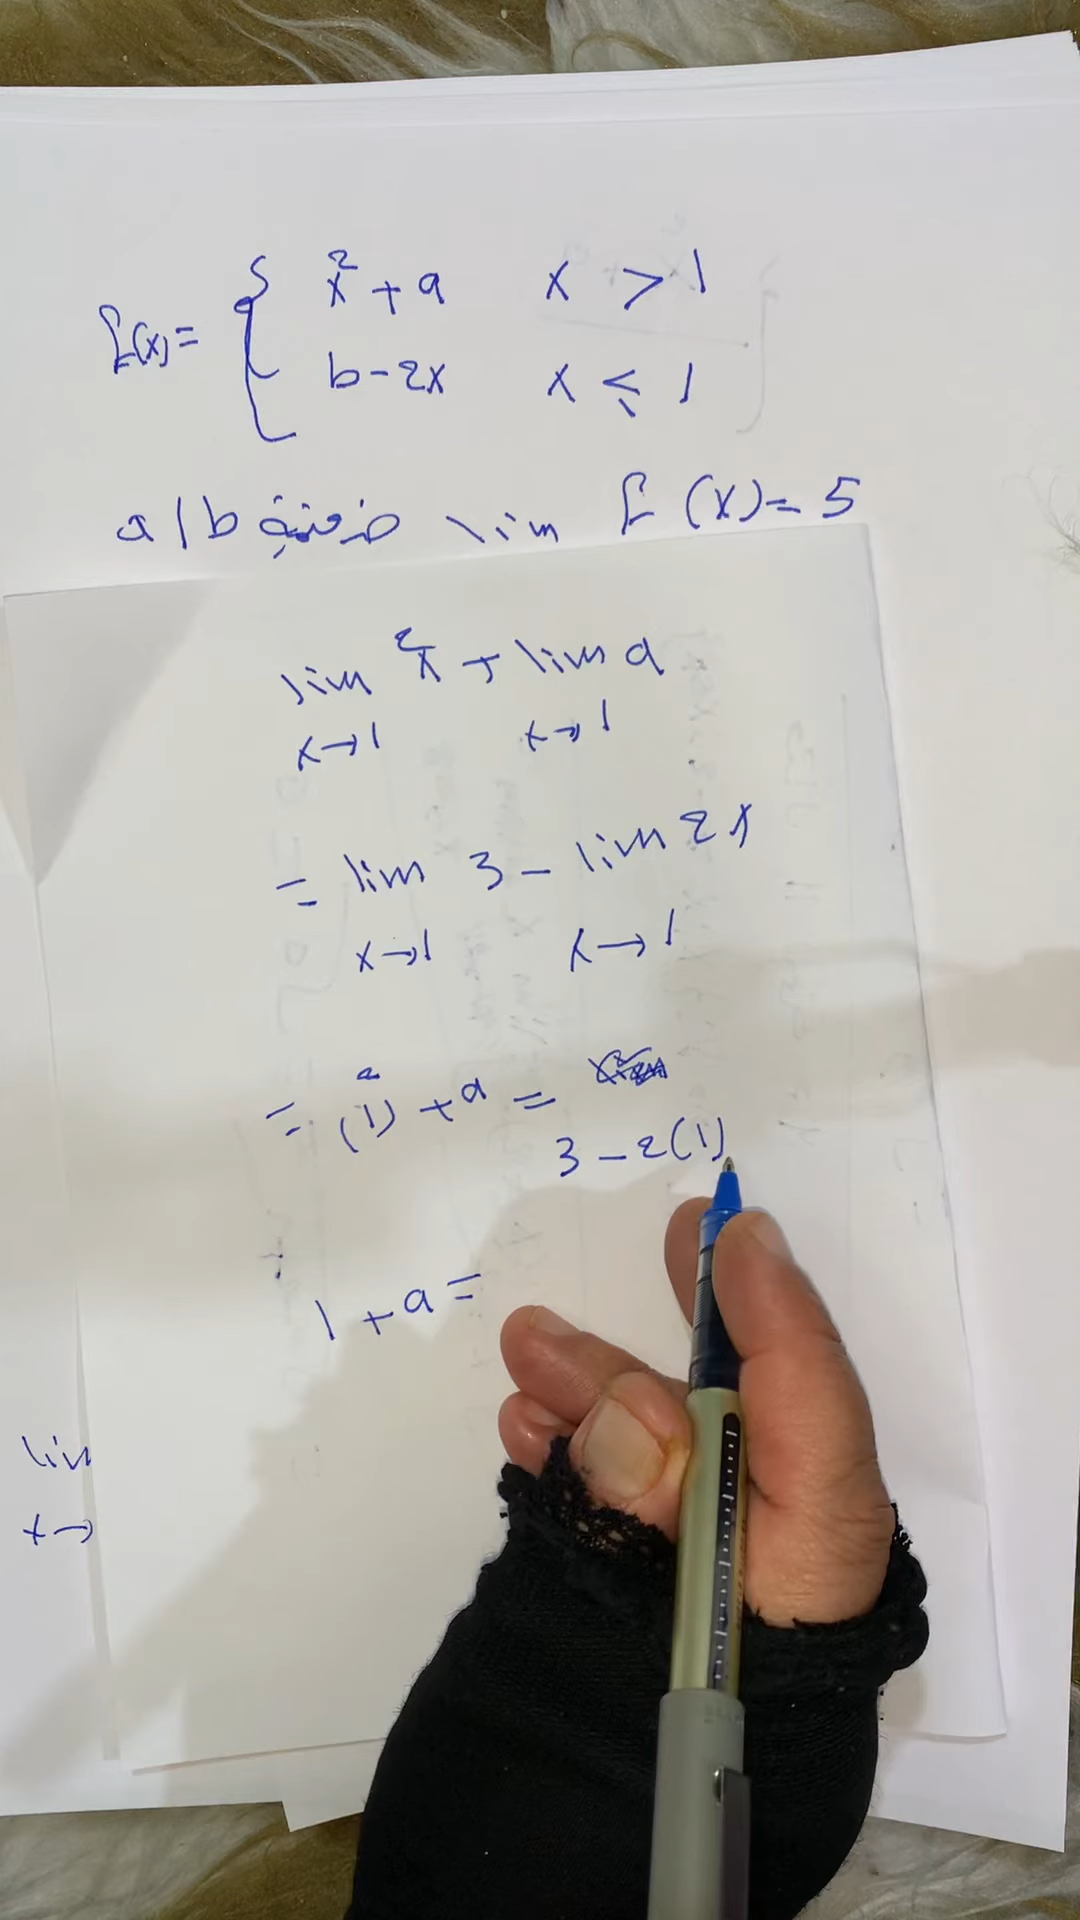 f(x) = { x² + a x > 1
b - 2x x ≤ 1
a / b lim f(x) = 5
lim x² + lim a
x→1 x→1
= lim 3 - lim 2x
x→1 x→1
= (1)² + a =
3 - 2(1)
1 + a =
lim
x→